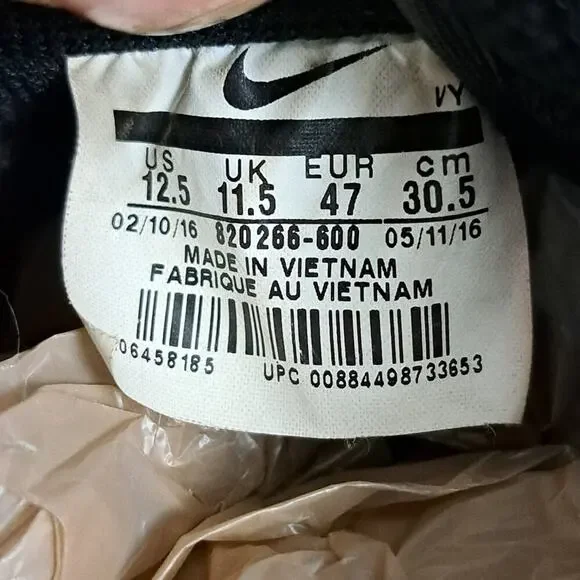 VY
US UK EUR cm
12.5 11.5 47 30.5
02/10/16 820266-600 05/11/16
MADE IN VIETNAM
FABRIQUE AU VIETNAM
06458185 UPC 00884498733653